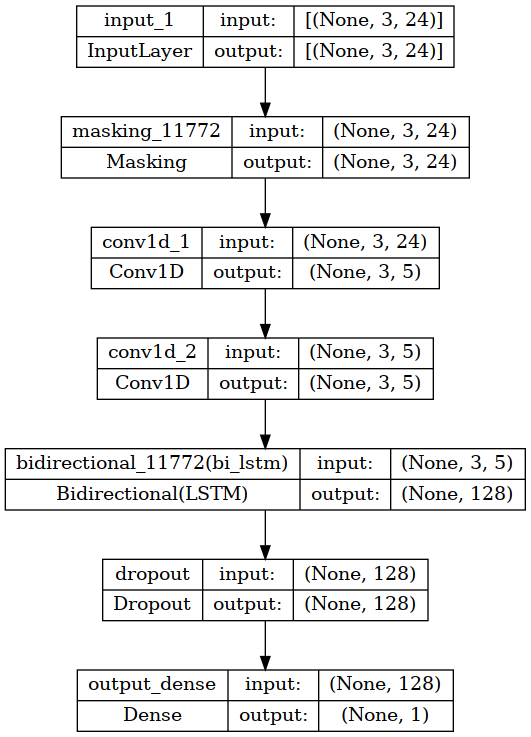 input_1 input: [(None, 3, 24)]
InputLayer output: [(None, 3, 24)]
masking_11772 input: (None, 3, 24)
Masking output: (None, 3, 24)
conv1d_1 input: (None, 3, 24)
Conv1D output: (None, 3, 5)
conv1d_2 input: (None, 3, 5)
Conv1D output: (None, 3, 5)
bidirectional_11772(bi_lstm) input: (None, 3, 5)
Bidirectional(LSTM) output: (None, 128)
dropout input: (None, 128)
Dropout output: (None, 128)
output_dense input: (None, 128)
Dense output: (None, 1)